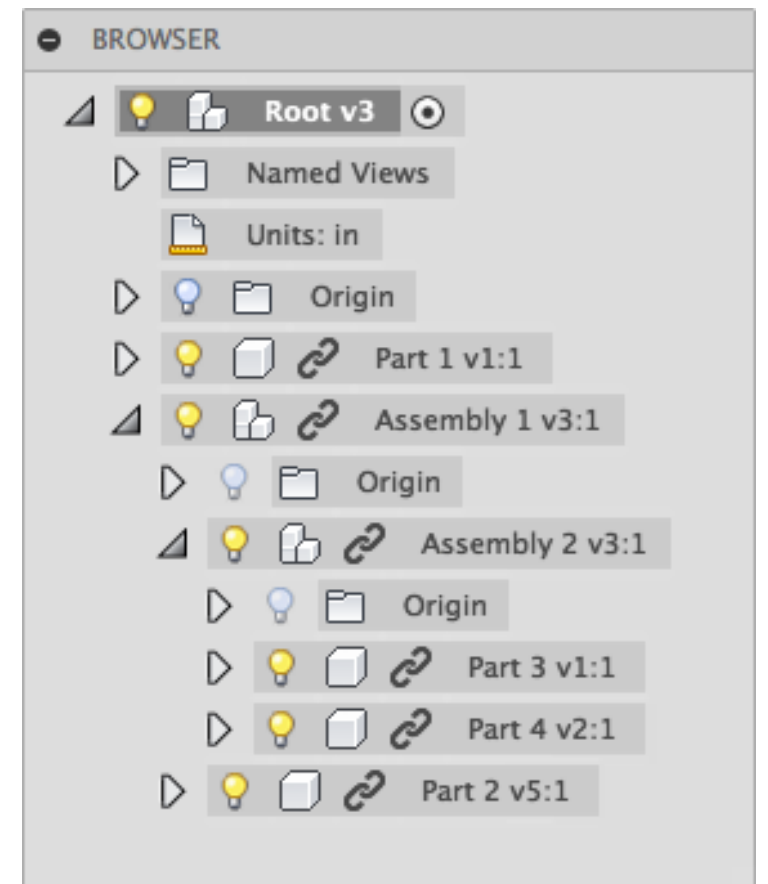 BROWSER
Root v3
Named Views
Units: in
Origin
Part 1 v1:1
Assembly 1 v3:1
Origin
Assembly 2 v3:1
Origin
Part 3 v1:1
Part 4 v2:1
Part 2 v5:1